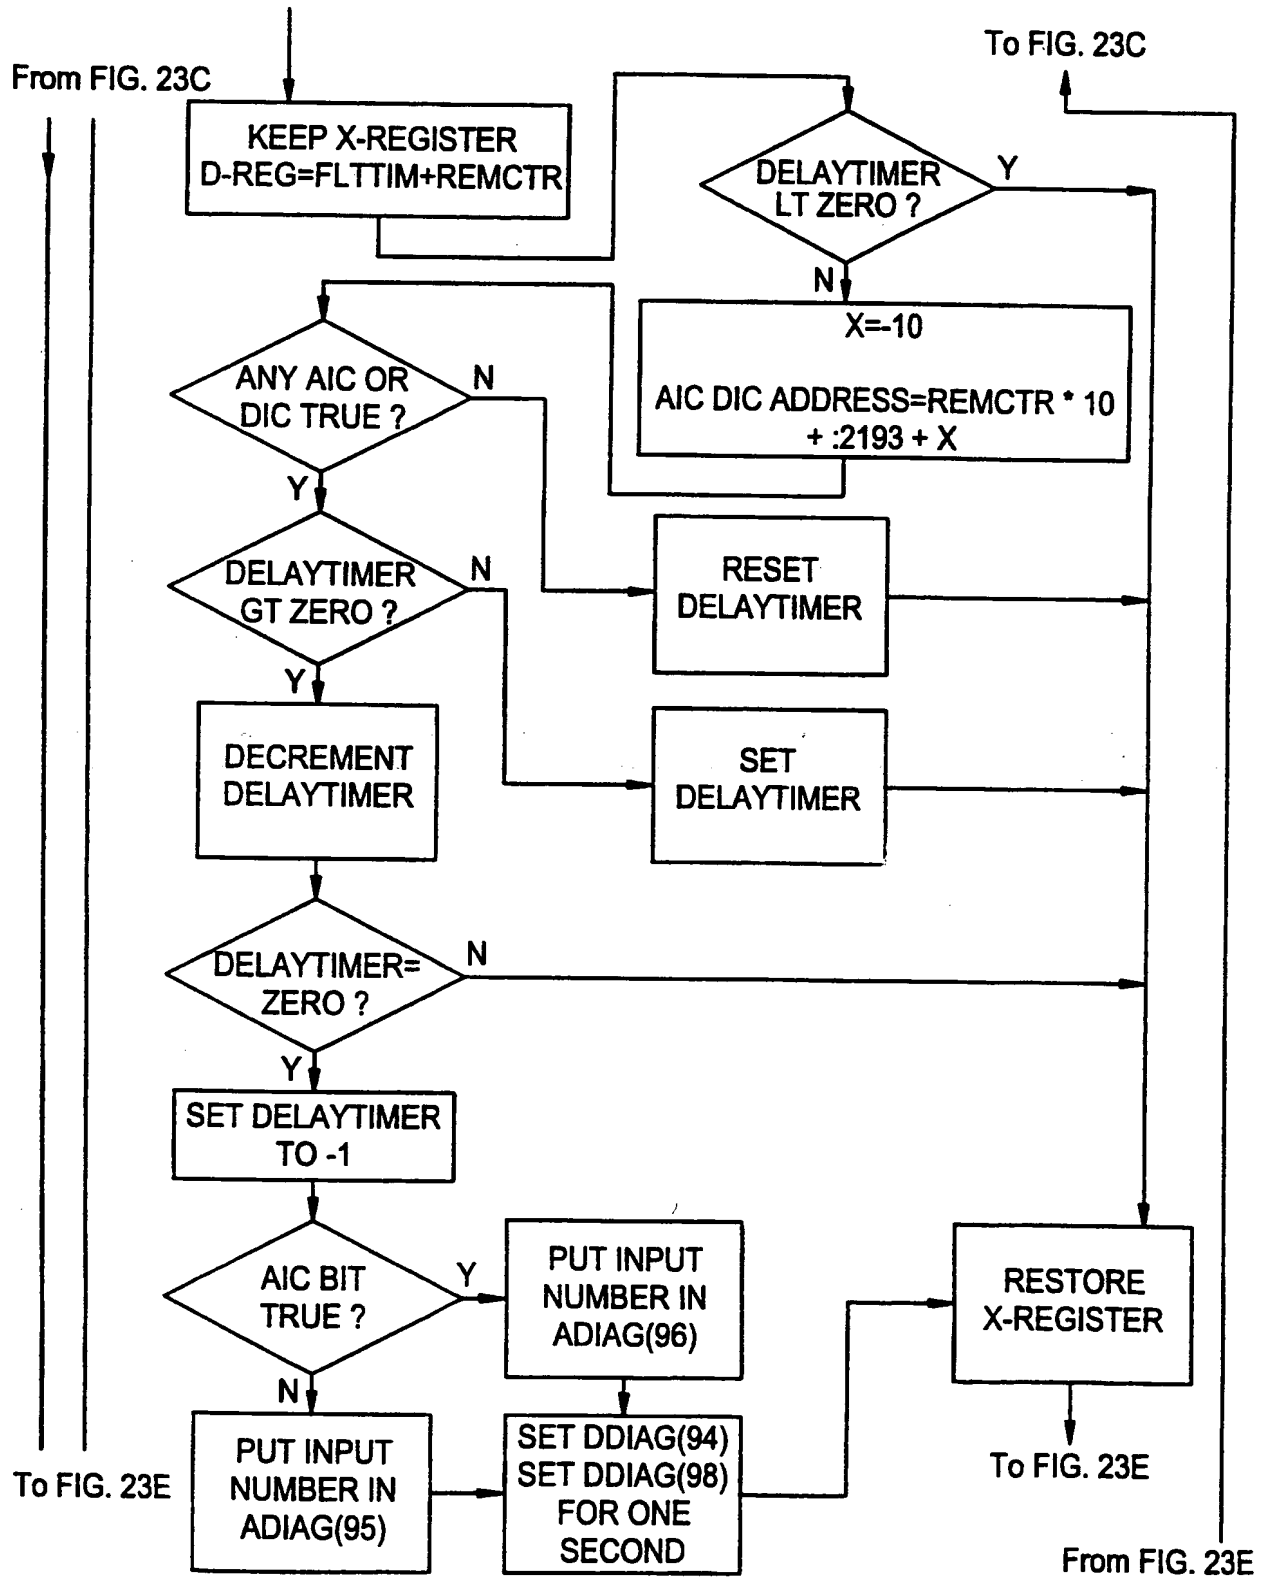 To FIG. 23C
From FIG. 23C
KEEP X-REGISTER
D-REG=FLTTIM+REMCTR
DELAYTIMER
LT ZERO ?
Y
N
X=-10
AIC DIC ADDRESS=REMCTR * 10
+ :2193 + X
ANY AIC OR
DIC TRUE ?
N
Y
DELAYTIMER
GT ZERO ?
N
Y
RESET
DELAYTIMER
DECREMENT
DELAYTIMER
SET
DELAYTIMER
DELAYTIMER=
ZERO ?
N
Y
SET DELAYTIMER
TO -1
AIC BIT
TRUE ?
Y
N
PUT INPUT
NUMBER IN
ADIAG(96)
RESTORE
X-REGISTER
PUT INPUT
NUMBER IN
ADIAG(95)
SET DDIAG(94)
SET DDIAG(98)
FOR ONE
SECOND
To FIG. 23E
To FIG. 23E
From FIG. 23E